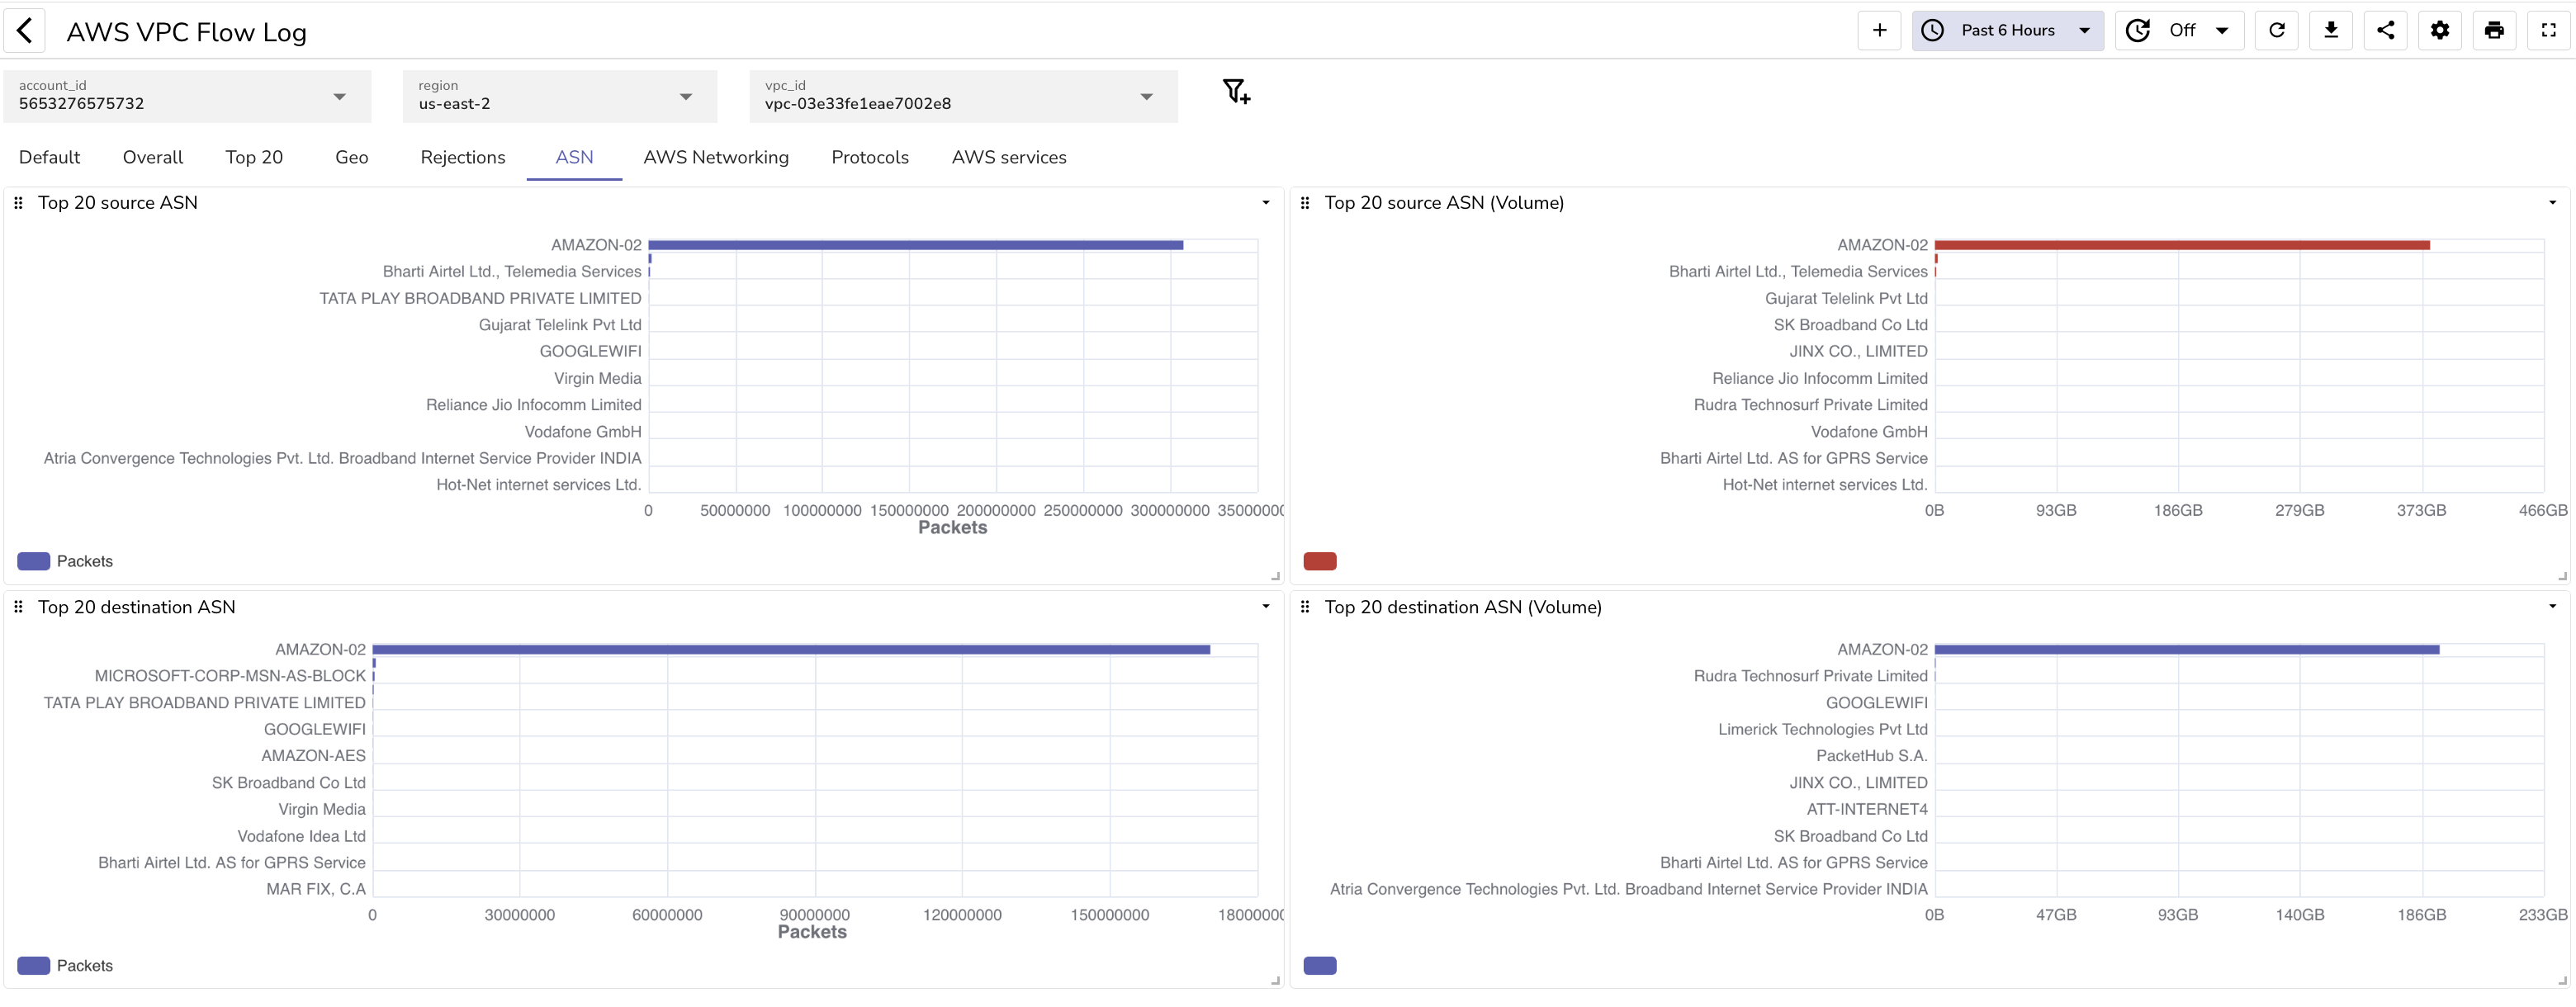 AWS VPC Flow Log
Past 6 Hours
Off
account_id
5653276575732
region
us-east-2
vpc_id
vpc-03e33fe1eae7002e8
Default Overall Top 20 Geo Rejections ASN AWS Networking Protocols AWS services
Top 20 source ASN
AMAZON-02
Bharti Airtel Ltd., Telemedia Services
TATA PLAY BROADBAND PRIVATE LIMITED
Gujarat Telelink Pvt Ltd
GOOGLEWIFI
Virgin Media
Reliance Jio Infocomm Limited
Vodafone GmbH
Atria Convergence Technologies Pvt. Ltd. Broadband Internet Service Provider INDIA
Hot-Net internet services Ltd.
0 50000000 100000000 150000000 200000000 250000000 300000000 35000000
Packets
Packets
Top 20 source ASN (Volume)
AMAZON-02
Bharti Airtel Ltd., Telemedia Services
Gujarat Telelink Pvt Ltd
SK Broadband Co Ltd
JINX CO., LIMITED
Reliance Jio Infocomm Limited
Rudra Technosurf Private Limited
Vodafone GmbH
Bharti Airtel Ltd. AS for GPRS Service
Hot-Net internet services Ltd.
0B 93GB 186GB 279GB 373GB 466GB
Top 20 destination ASN
AMAZON-02
MICROSOFT-CORP-MSN-AS-BLOCK
TATA PLAY BROADBAND PRIVATE LIMITED
GOOGLEWIFI
AMAZON-AES
SK Broadband Co Ltd
Virgin Media
Vodafone Idea Ltd
Bharti Airtel Ltd. AS for GPRS Service
MAR FIX, C.A
0 30000000 60000000 90000000 120000000 150000000 18000000
Packets
Packets
Top 20 destination ASN (Volume)
AMAZON-02
Rudra Technosurf Private Limited
GOOGLEWIFI
Limerick Technologies Pvt Ltd
PacketHub S.A.
JINX CO., LIMITED
ATT-INTERNET4
SK Broadband Co Ltd
Bharti Airtel Ltd. AS for GPRS Service
Atria Convergence Technologies Pvt. Ltd. Broadband Internet Service Provider INDIA
0B 47GB 93GB 140GB 186GB 233GB